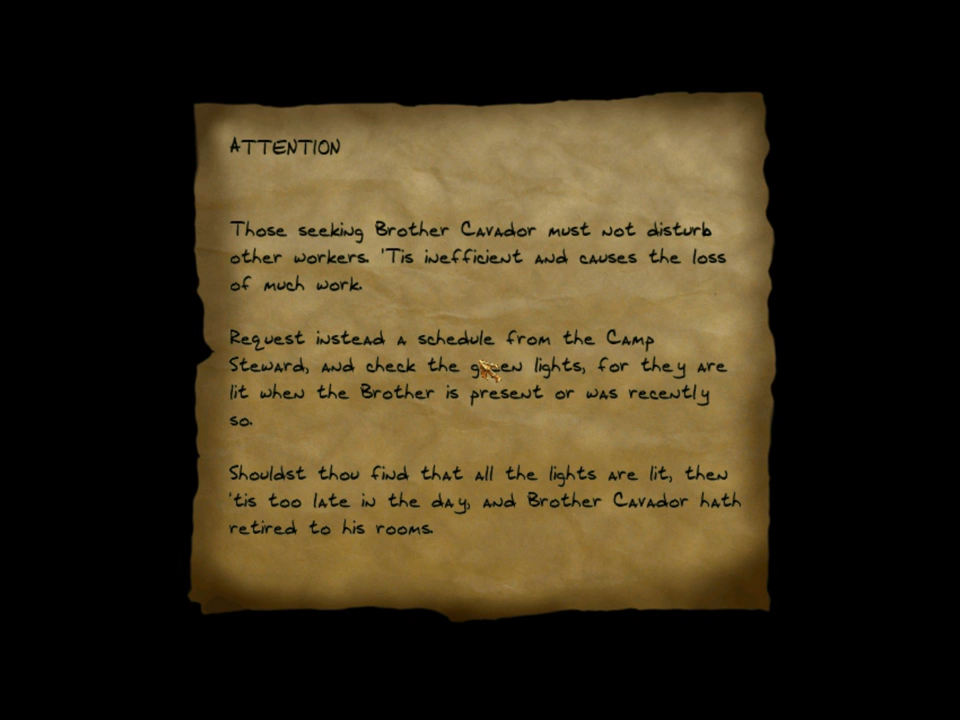 ATTENTION
Those seeking Brother Cavador must not disturb
other workers. 'Tis inefficient and causes the loss
of much work.
Request instead a schedule from the Camp
Steward, and check the green lights, for they are
lit when the Brother is present or was recently
so.
Shouldst thou find that all the lights are lit, then
'tis too late in the day, and Brother Cavador hath
retired to his rooms.